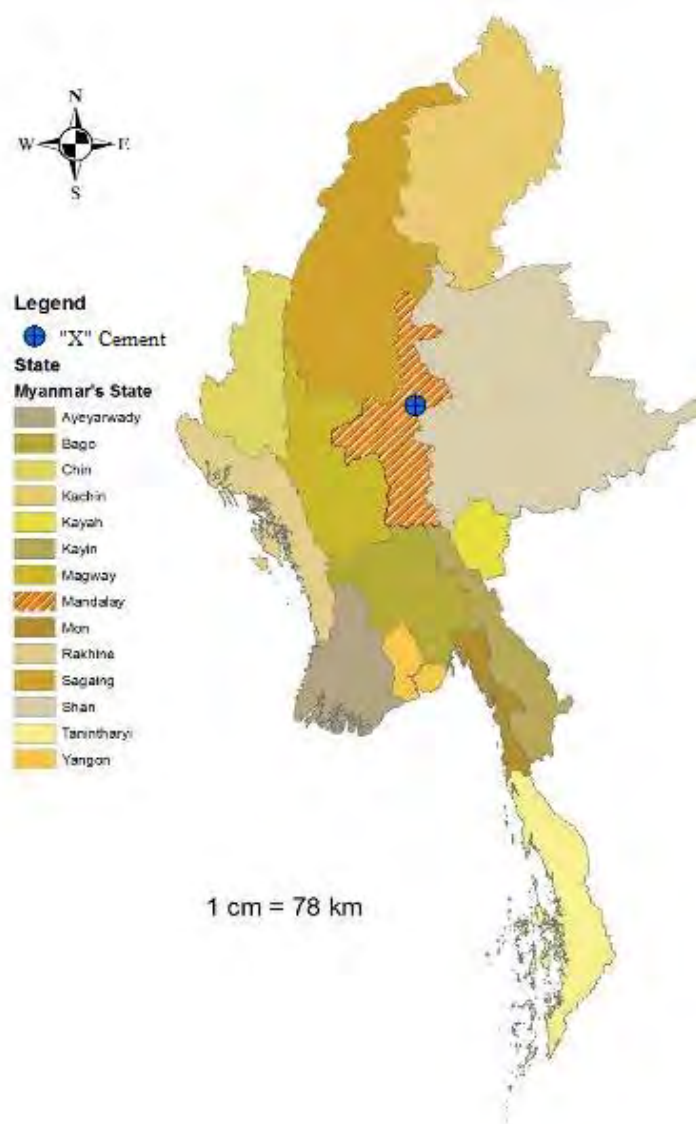 N
W E
S
Legend
"X" Cement
State
Myanmar's State
Ayeyarwady
Bago
Chin
Kachin
Kayah
Kayin
Magway
Mandalay
Mon
Rakhine
Sagaing
Shan
Tanintharyi
Yangon
1 cm = 78 km